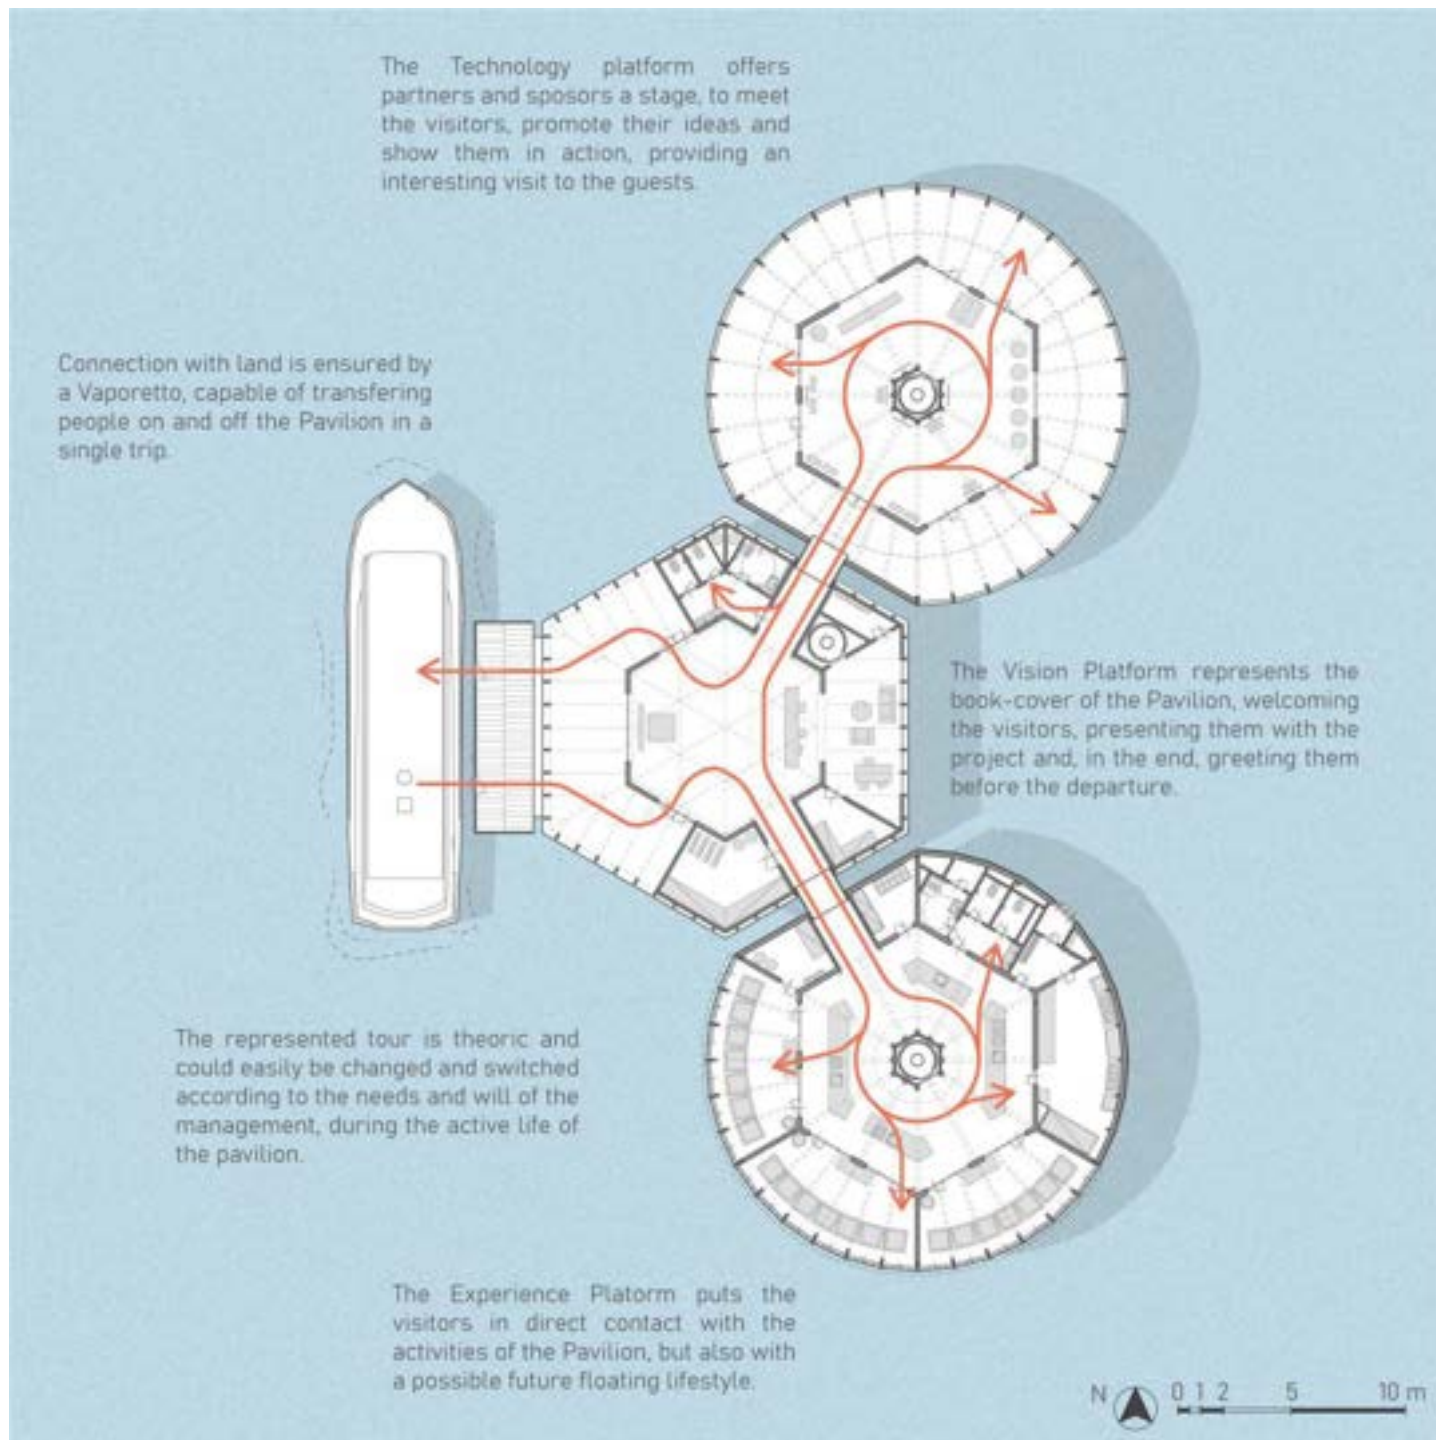 The Technology platform offers
partners and sposors a stage, to meet
the visitors, promote their ideas and
show them in action, providing an
interesting visit to the guests.
Connection with land is ensured by
a Vaporetto, capable of transfering
people on and off the Pavilion in a
single trip.
The Vision Platform represents the
book-cover of the Pavilion, welcoming
the visitors, presenting them with the
project and, in the end, greeting them
before the departure.
The represented tour is theoric and
could easily be changed and switched
according to the needs and will of the
management, during the active life of
the pavilion.
The Experience Platorm puts the
visitors in direct contact with the
activities of the Pavilion, but also with
a possible future floating lifestyle.
N 0 1 2 5 10 m